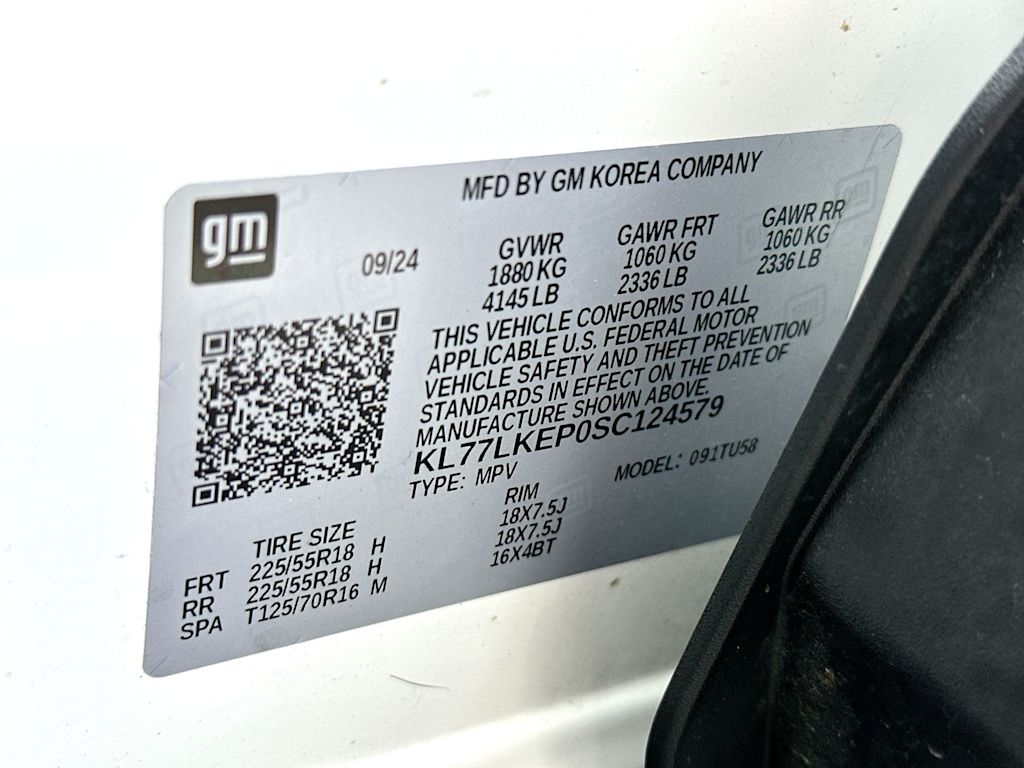 gm
MFD BY GM KOREA COMPANY
09/24
GVWR
1880 KG
4145 LB
GAWR FRT
1060 KG
2336 LB
GAWR RR
1060 KG
2336 LB
THIS VEHICLE CONFORMS TO ALL
APPLICABLE U.S. FEDERAL MOTOR
VEHICLE SAFETY AND THEFT PREVENTION
STANDARDS IN EFFECT ON THE DATE OF
MANUFACTURE SHOWN ABOVE.
KL77LKEP0SC124579
TYPE: MPV MODEL: 091TU58
TIRE SIZE RIM
FRT 225/55R18 H 18X7.5J
RR 225/55R18 H 18X7.5J
SPA T125/70R16 M 16X4BT